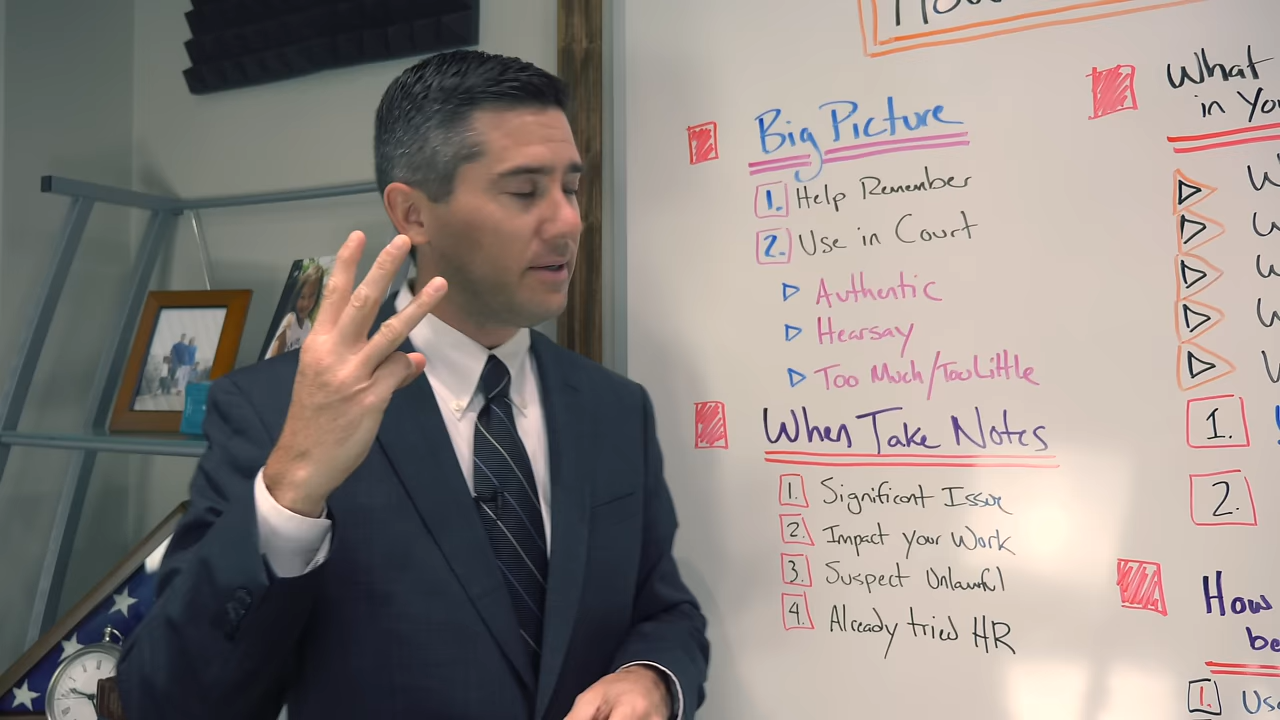 How
Big Picture
1. Help Remember
2. Use in Court
Authentic
Hearsay
Too Much/Too Little
When Take Notes
1. Significant Issue
2. Impact your Work
3. Suspect Unlawful
4. Already tried HR
What
in You
W
W
W
W
W
1.
2.
How
be
1. Use